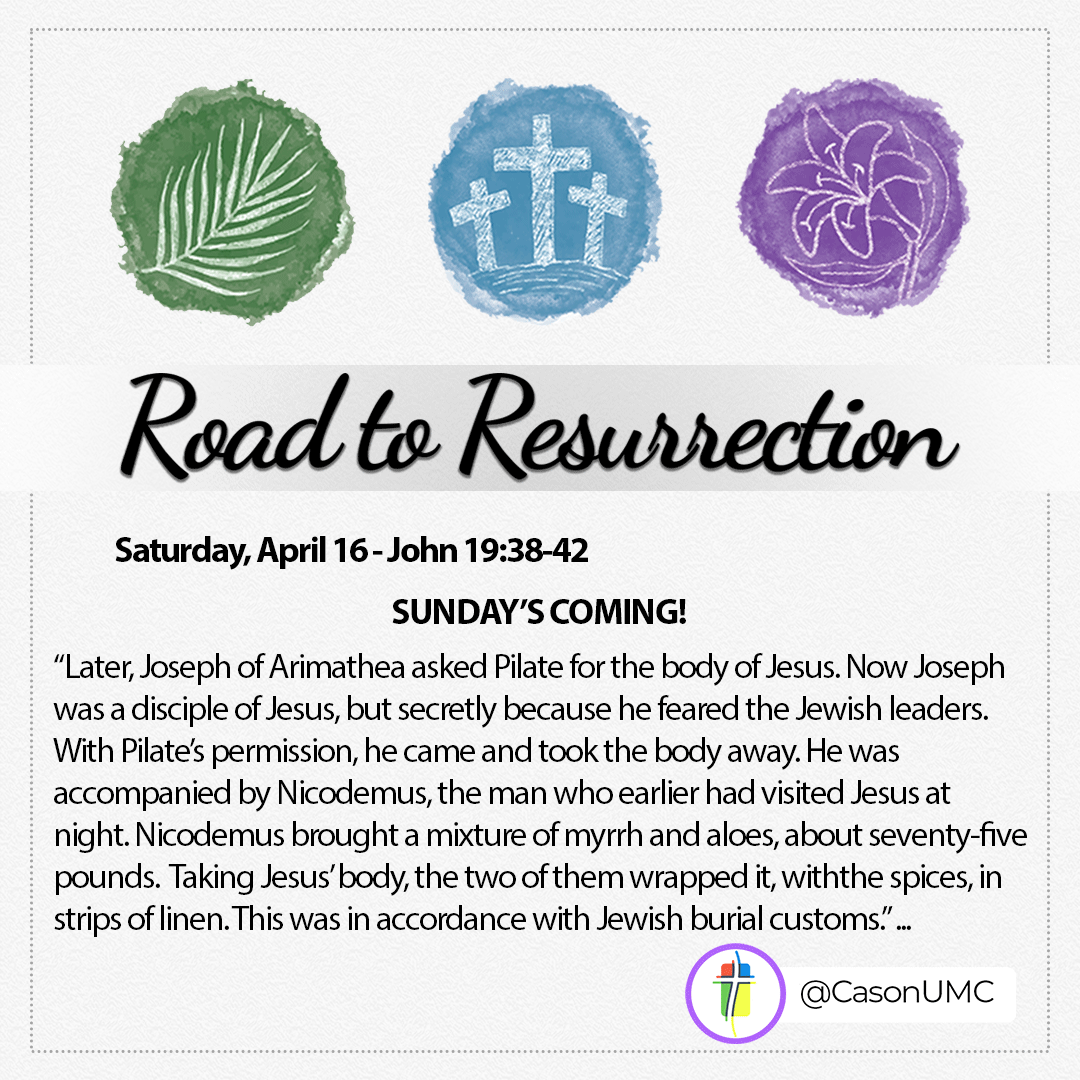 Road to Resurrection
Saturday, April 16 - John 19:38-42
SUNDAY’S COMING!
“Later, Joseph of Arimathea asked Pilate for the body of Jesus. Now Joseph
was a disciple of Jesus, but secretly because he feared the Jewish leaders.
With Pilate’s permission, he came and took the body away. He was
accompanied by Nicodemus, the man who earlier had visited Jesus at
night. Nicodemus brought a mixture of myrrh and aloes, about seventy-five
pounds.  Taking Jesus’ body, the two of them wrapped it, withthe spices, in
strips of linen. This was in accordance with Jewish burial customs.” ...
@CasonUMC